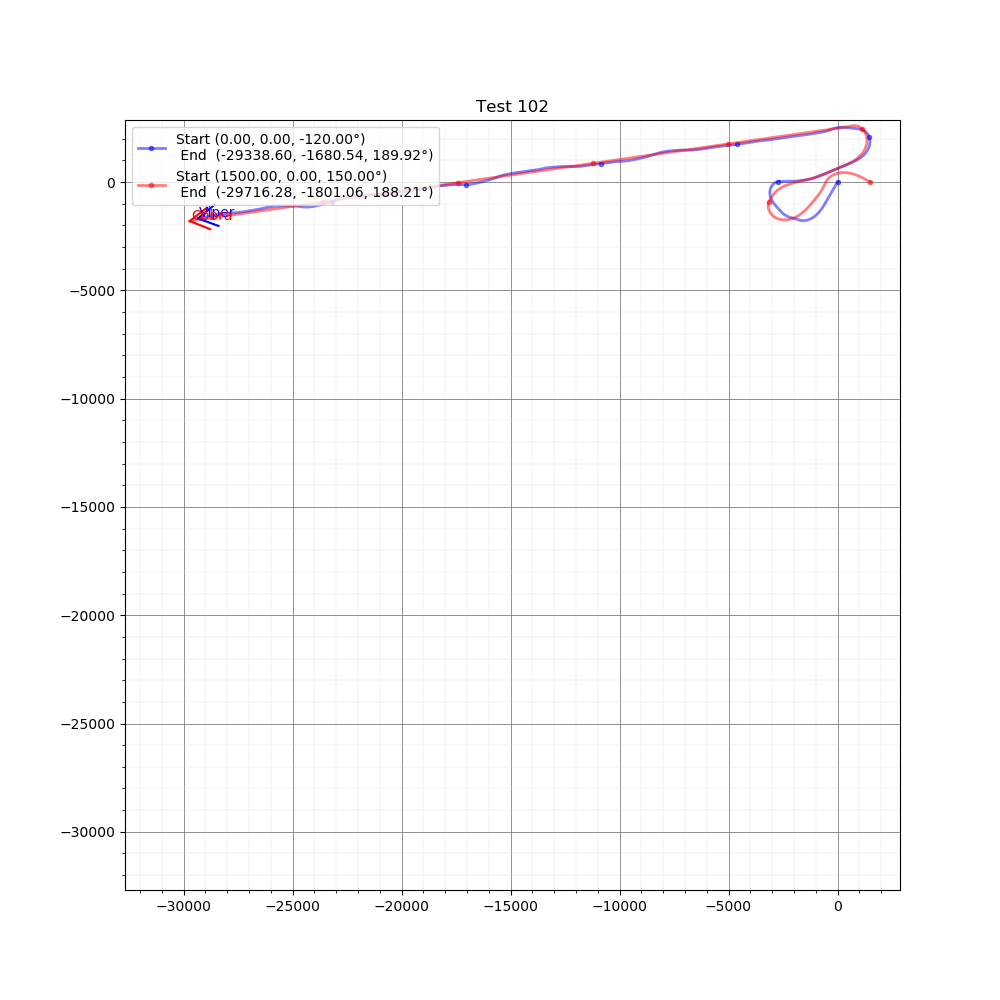 Test 102
Start (0.00, 0.00, -120.00°)
End (-29338.60, -1680.54, 189.92°)
Start (1500.00, 0.00, 150.00°)
End (-29716.28, -1801.06, 188.21°)
0
−5000
−10000
−15000
−20000
−25000
−30000
−30000 −25000 −20000 −15000 −10000 −5000 0